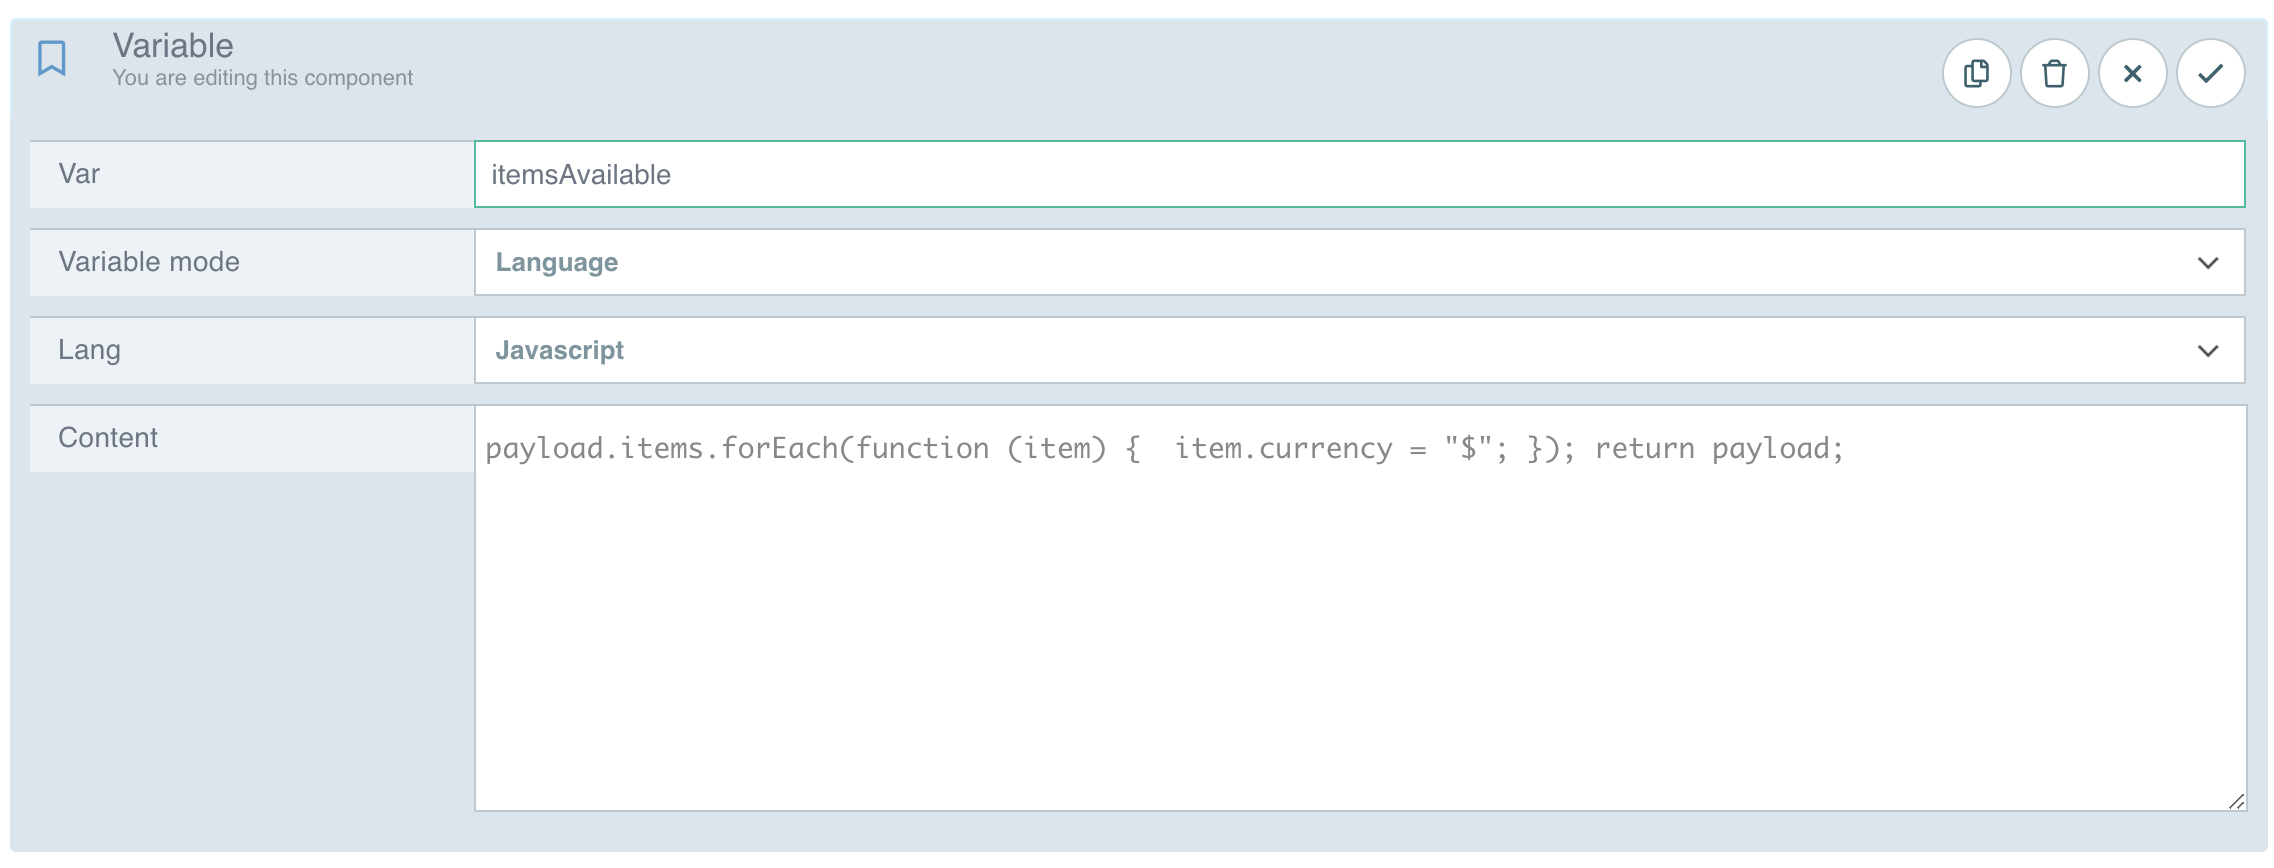 Variable
You are editing this component
Var
itemsAvailable
Variable mode
Language
Lang
Javascript
Content
payload.items.forEach(function (item) {  item.currency = "$"; }); return payload;